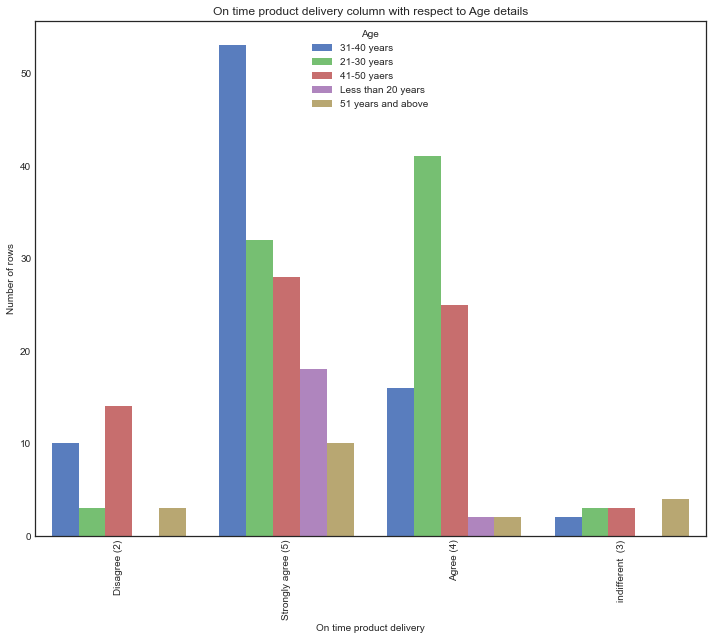 On time product delivery column with respect to Age details
Age
31-40 years
21-30 years
41-50 yaers
Less than 20 years
51 years and above
Number of rows
50
40
30
20
10
0
Disagree (2)
Strongly agree (5)
Agree (4)
indifferent  (3)
On time product delivery